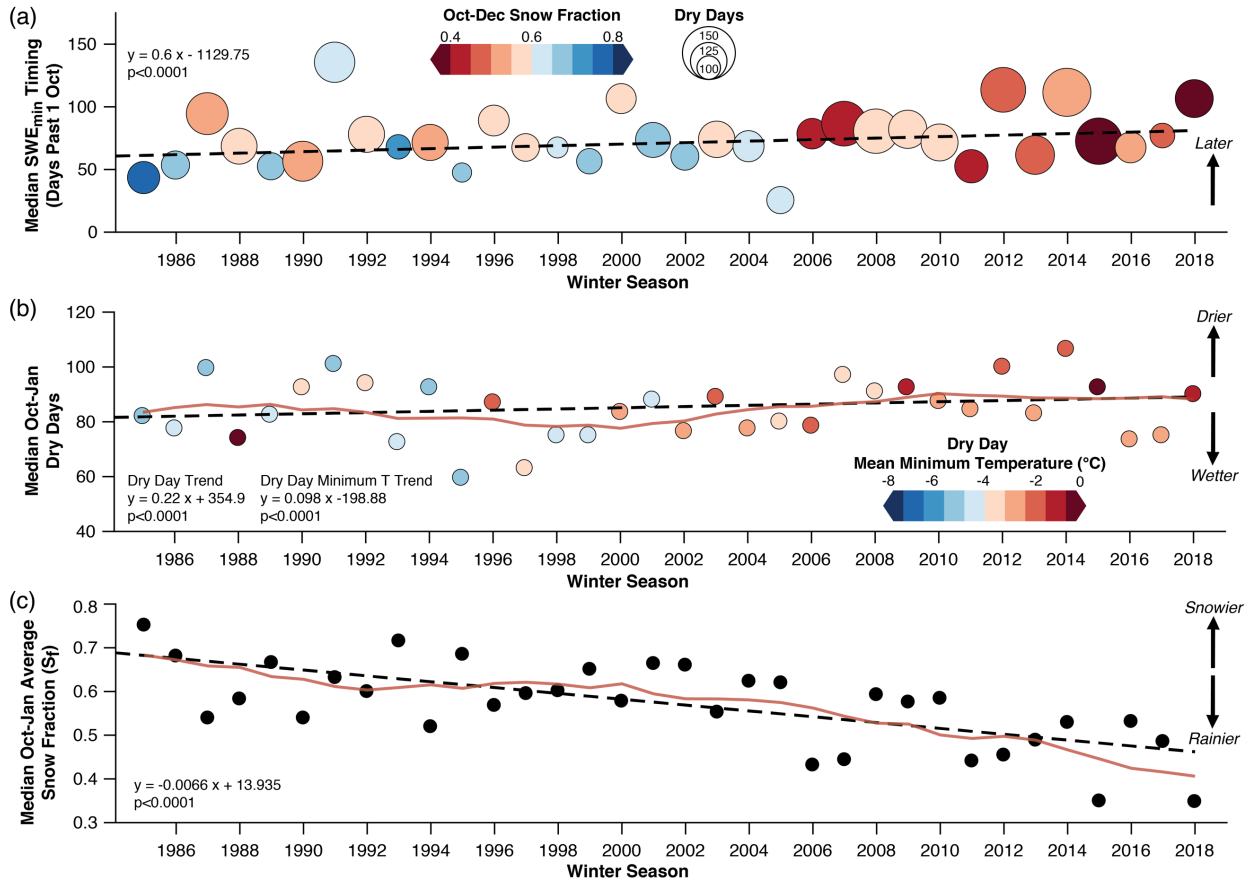 (a)
Oct-Dec Snow Fraction
0.4 0.6 0.8
Dry Days
150
125
100
y = 0.6 x - 1129.75
p<0.0001
Median SWEmin Timing
(Days Past 1 Oct)
150
100
50
0
Later
1986 1988 1990 1992 1994 1996 1998 2000 2002 2004 2006 2008 2010 2012 2014 2016 2018
Winter Season
(b)
Median Oct-Jan
Dry Days
120
100
80
60
40
Drier
Wetter
Dry Day Trend
y = 0.22 x + 354.9
p<0.0001
Dry Day Minimum T Trend
y = 0.098 x -198.88
p<0.0001
Dry Day
Mean Minimum Temperature (°C)
-8 -6 -4 -2 0
1986 1988 1990 1992 1994 1996 1998 2000 2002 2004 2006 2008 2010 2012 2014 2016 2018
Winter Season
(c)
Median Oct-Jan Average
Snow Fraction (Sf)
0.8
0.7
0.6
0.5
0.4
0.3
Snowier
Rainier
y = -0.0066 x + 13.935
p<0.0001
1986 1988 1990 1992 1994 1996 1998 2000 2002 2004 2006 2008 2010 2012 2014 2016 2018
Winter Season